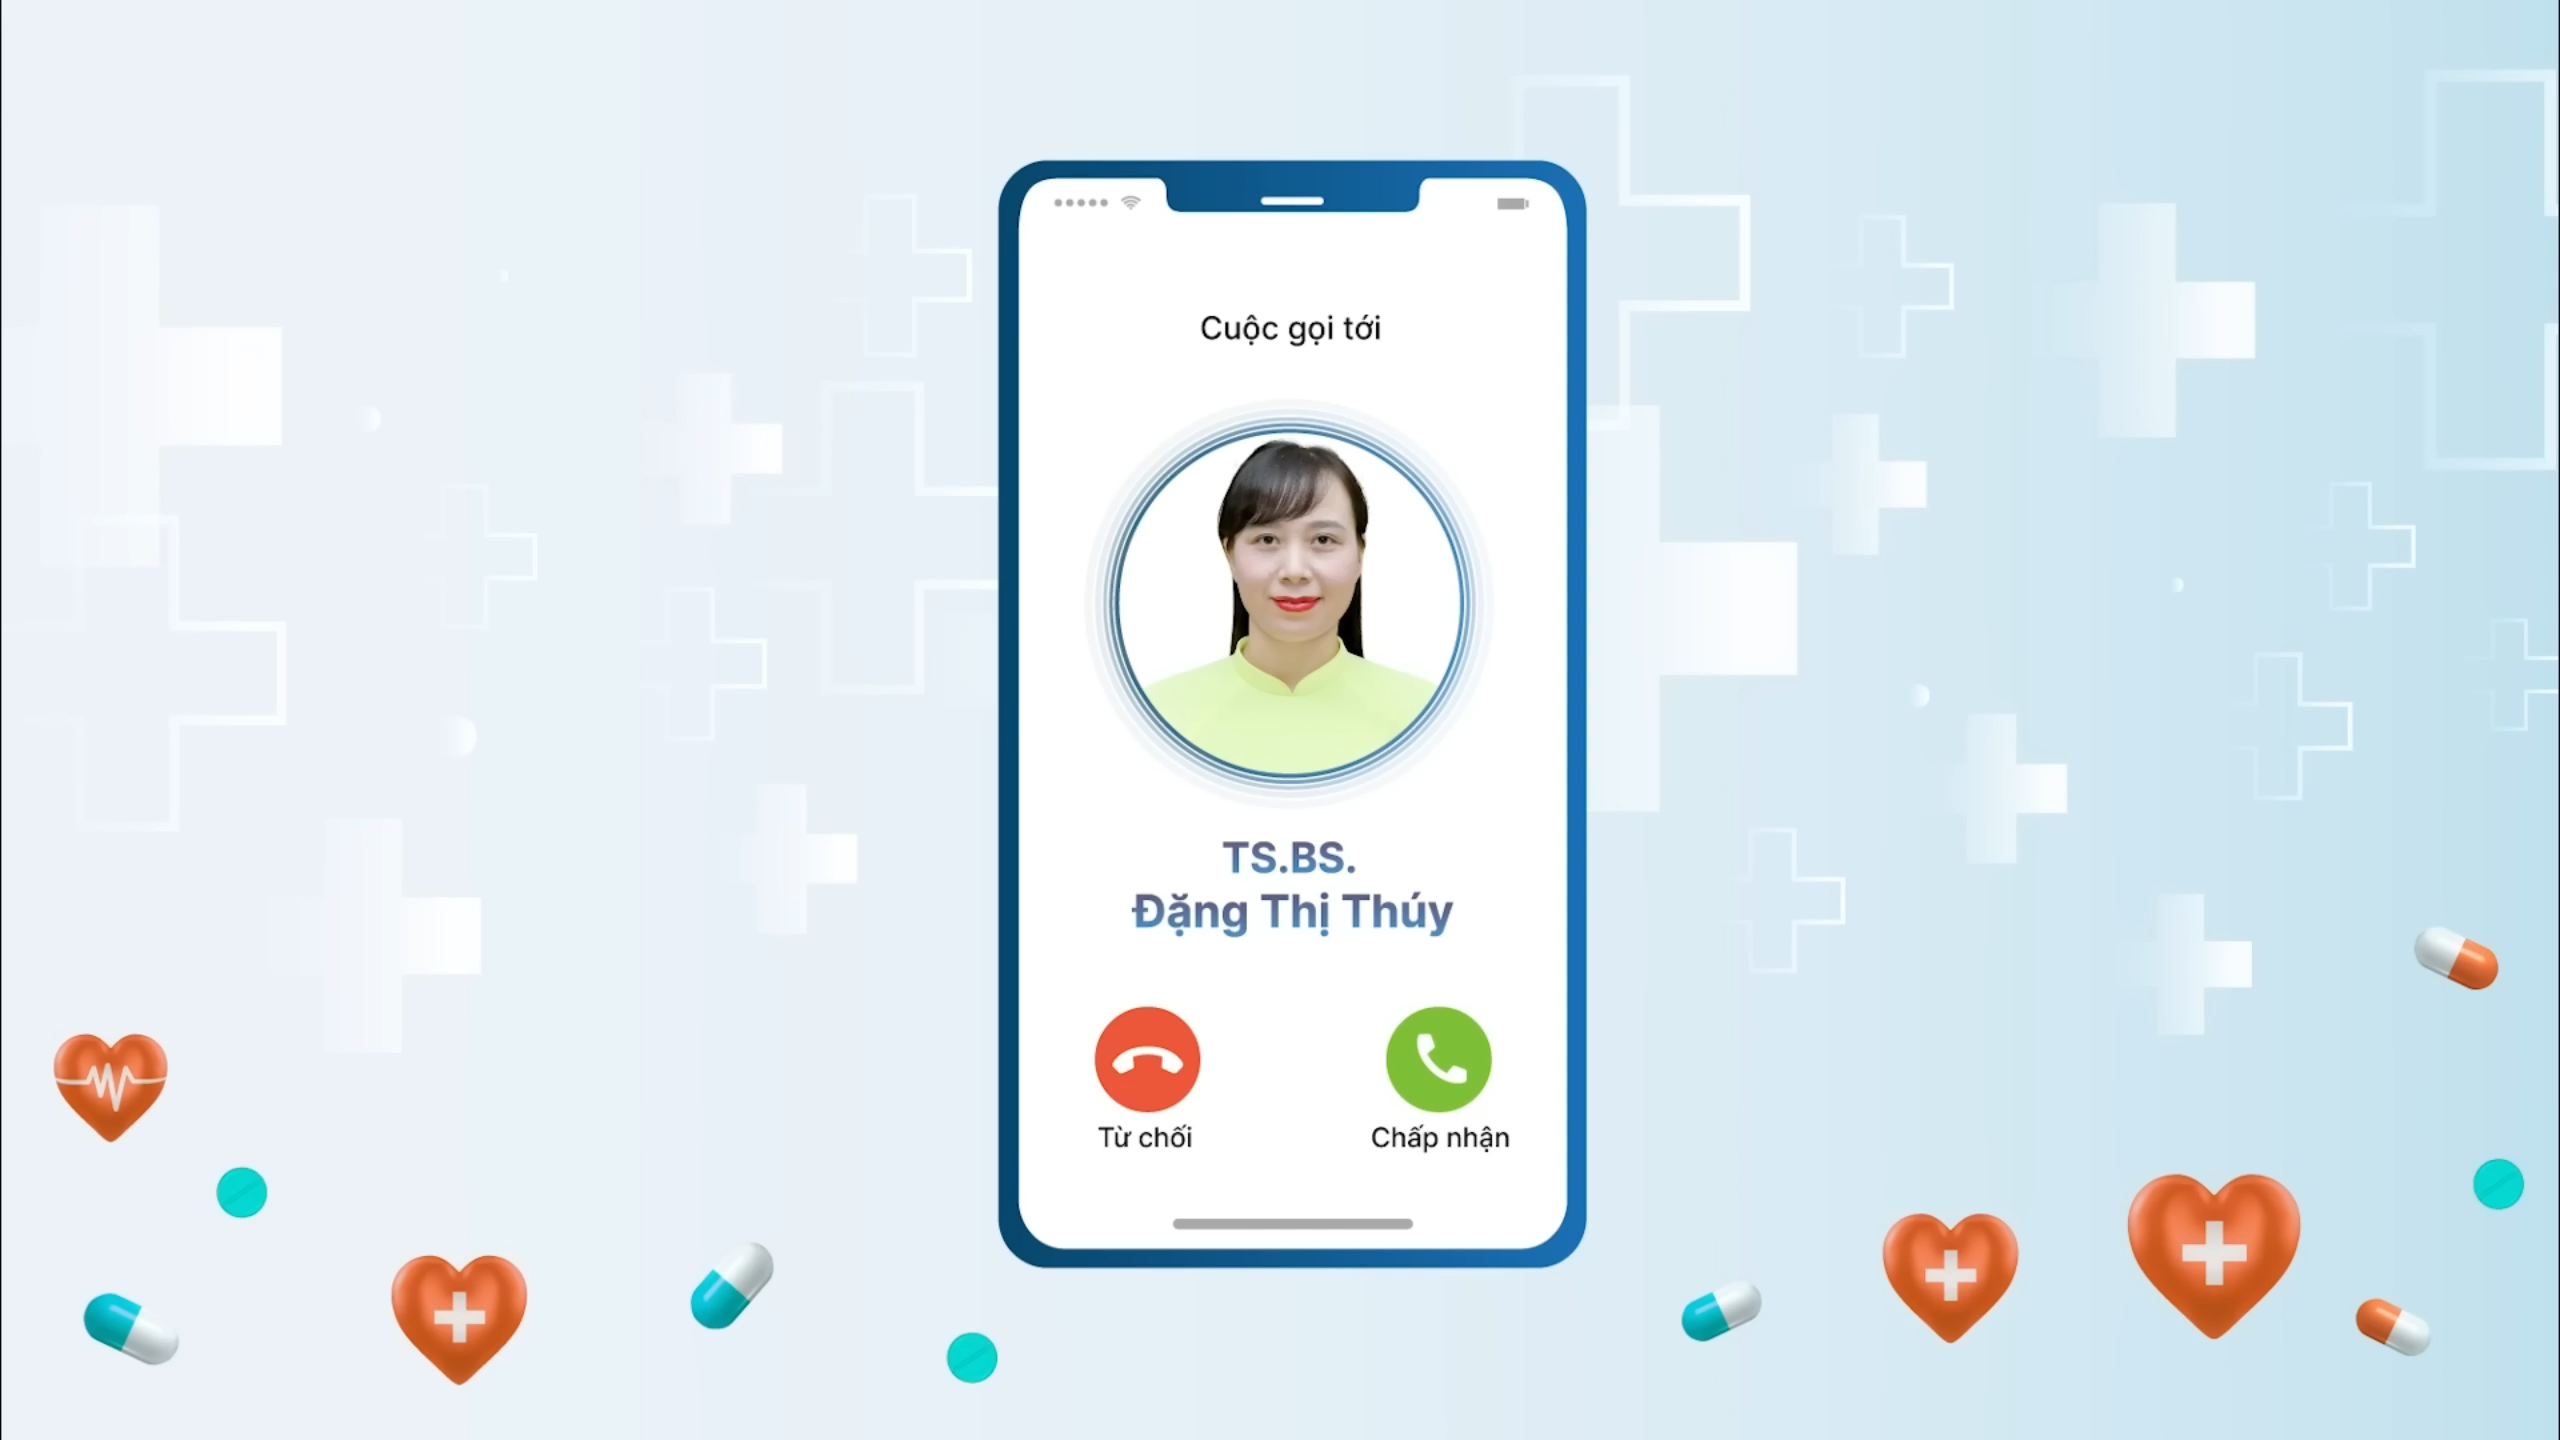 Cuộc gọi tới
TS.BS.
Đặng Thị Thúy
Từ chối
Chấp nhận